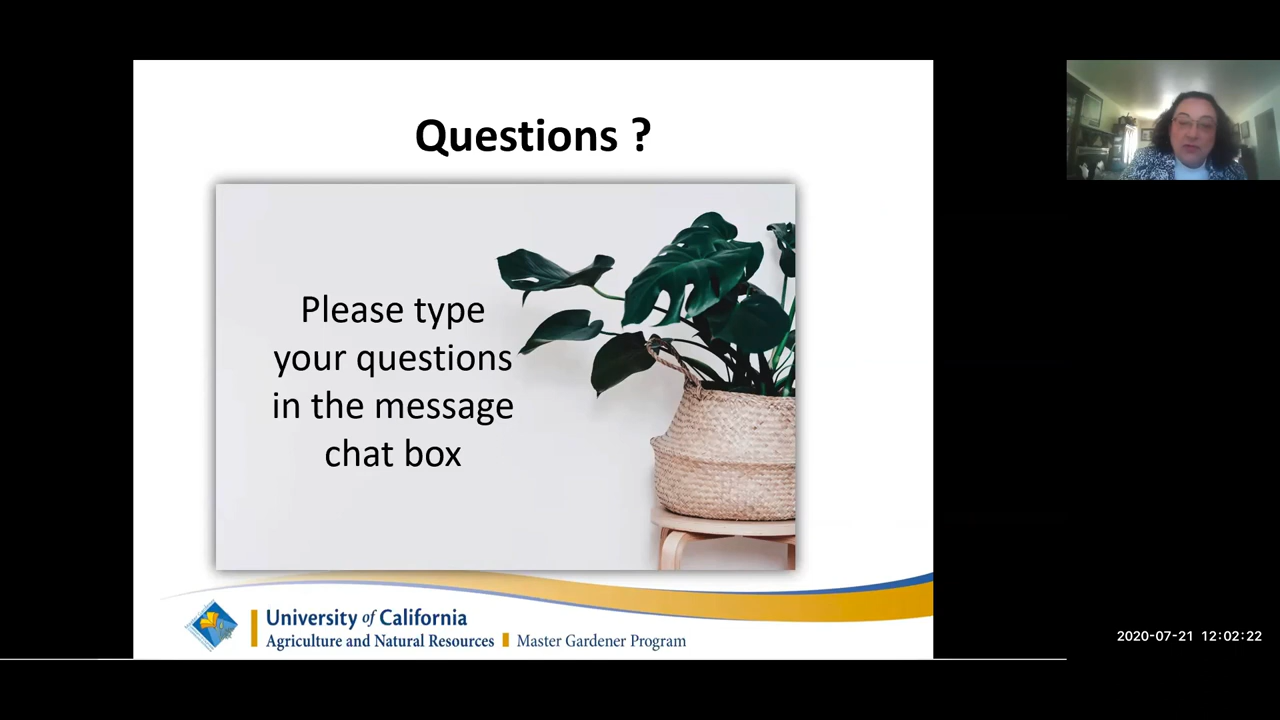 Questions ?
Please type
your questions
in the message
chat box
University of California
Agriculture and Natural Resources Master Gardener Program
2020-07-21 12:02:22